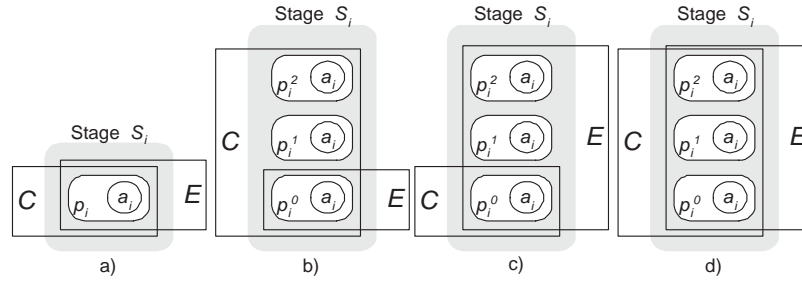 Stage S_i
C
p_i
a_i
E
a)
Stage S_i
p_i^2
a_i
C
p_i^1
a_i
p_i^0
a_i
E
b)
Stage S_i
p_i^2
a_i
p_i^1
a_i
E
C
p_i^0
a_i
c)
Stage S_i
p_i^2
a_i
C
p_i^1
a_i
E
p_i^0
a_i
d)